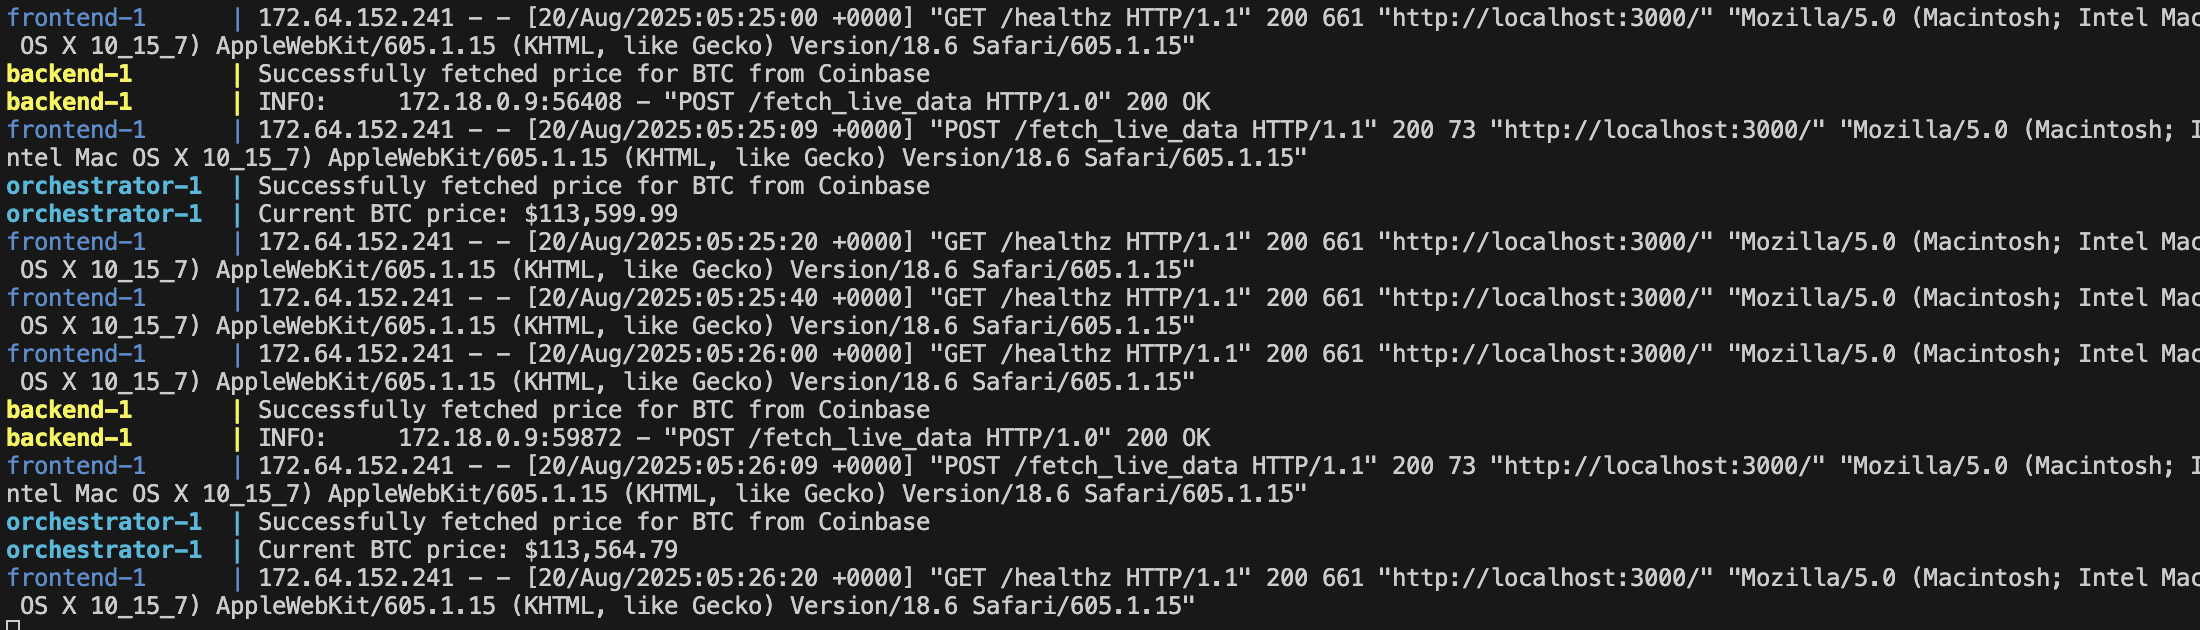 frontend-1      | 172.64.152.241 - - [20/Aug/2025:05:25:00 +0000] "GET /healthz HTTP/1.1" 200 661 "http://localhost:3000/" "Mozilla/5.0 (Macintosh; Intel Mac
 OS X 10_15_7) AppleWebKit/605.1.15 (KHTML, like Gecko) Version/18.6 Safari/605.1.15"
backend-1       | Successfully fetched price for BTC from Coinbase
backend-1       | INFO:     172.18.0.9:56408 - "POST /fetch_live_data HTTP/1.0" 200 OK
frontend-1      | 172.64.152.241 - - [20/Aug/2025:05:25:09 +0000] "POST /fetch_live_data HTTP/1.1" 200 73 "http://localhost:3000/" "Mozilla/5.0 (Macintosh; I
ntel Mac OS X 10_15_7) AppleWebKit/605.1.15 (KHTML, like Gecko) Version/18.6 Safari/605.1.15"
orchestrator-1  | Successfully fetched price for BTC from Coinbase
orchestrator-1  | Current BTC price: $113,599.99
frontend-1      | 172.64.152.241 - - [20/Aug/2025:05:25:20 +0000] "GET /healthz HTTP/1.1" 200 661 "http://localhost:3000/" "Mozilla/5.0 (Macintosh; Intel Mac
 OS X 10_15_7) AppleWebKit/605.1.15 (KHTML, like Gecko) Version/18.6 Safari/605.1.15"
frontend-1      | 172.64.152.241 - - [20/Aug/2025:05:25:40 +0000] "GET /healthz HTTP/1.1" 200 661 "http://localhost:3000/" "Mozilla/5.0 (Macintosh; Intel Mac
 OS X 10_15_7) AppleWebKit/605.1.15 (KHTML, like Gecko) Version/18.6 Safari/605.1.15"
frontend-1      | 172.64.152.241 - - [20/Aug/2025:05:26:00 +0000] "GET /healthz HTTP/1.1" 200 661 "http://localhost:3000/" "Mozilla/5.0 (Macintosh; Intel Mac
 OS X 10_15_7) AppleWebKit/605.1.15 (KHTML, like Gecko) Version/18.6 Safari/605.1.15"
backend-1       | Successfully fetched price for BTC from Coinbase
backend-1       | INFO:     172.18.0.9:59872 - "POST /fetch_live_data HTTP/1.0" 200 OK
frontend-1      | 172.64.152.241 - - [20/Aug/2025:05:26:09 +0000] "POST /fetch_live_data HTTP/1.1" 200 73 "http://localhost:3000/" "Mozilla/5.0 (Macintosh; I
ntel Mac OS X 10_15_7) AppleWebKit/605.1.15 (KHTML, like Gecko) Version/18.6 Safari/605.1.15"
orchestrator-1  | Successfully fetched price for BTC from Coinbase
orchestrator-1  | Current BTC price: $113,564.79
frontend-1      | 172.64.152.241 - - [20/Aug/2025:05:26:20 +0000] "GET /healthz HTTP/1.1" 200 661 "http://localhost:3000/" "Mozilla/5.0 (Macintosh; Intel Mac
 OS X 10_15_7) AppleWebKit/605.1.15 (KHTML, like Gecko) Version/18.6 Safari/605.1.15"